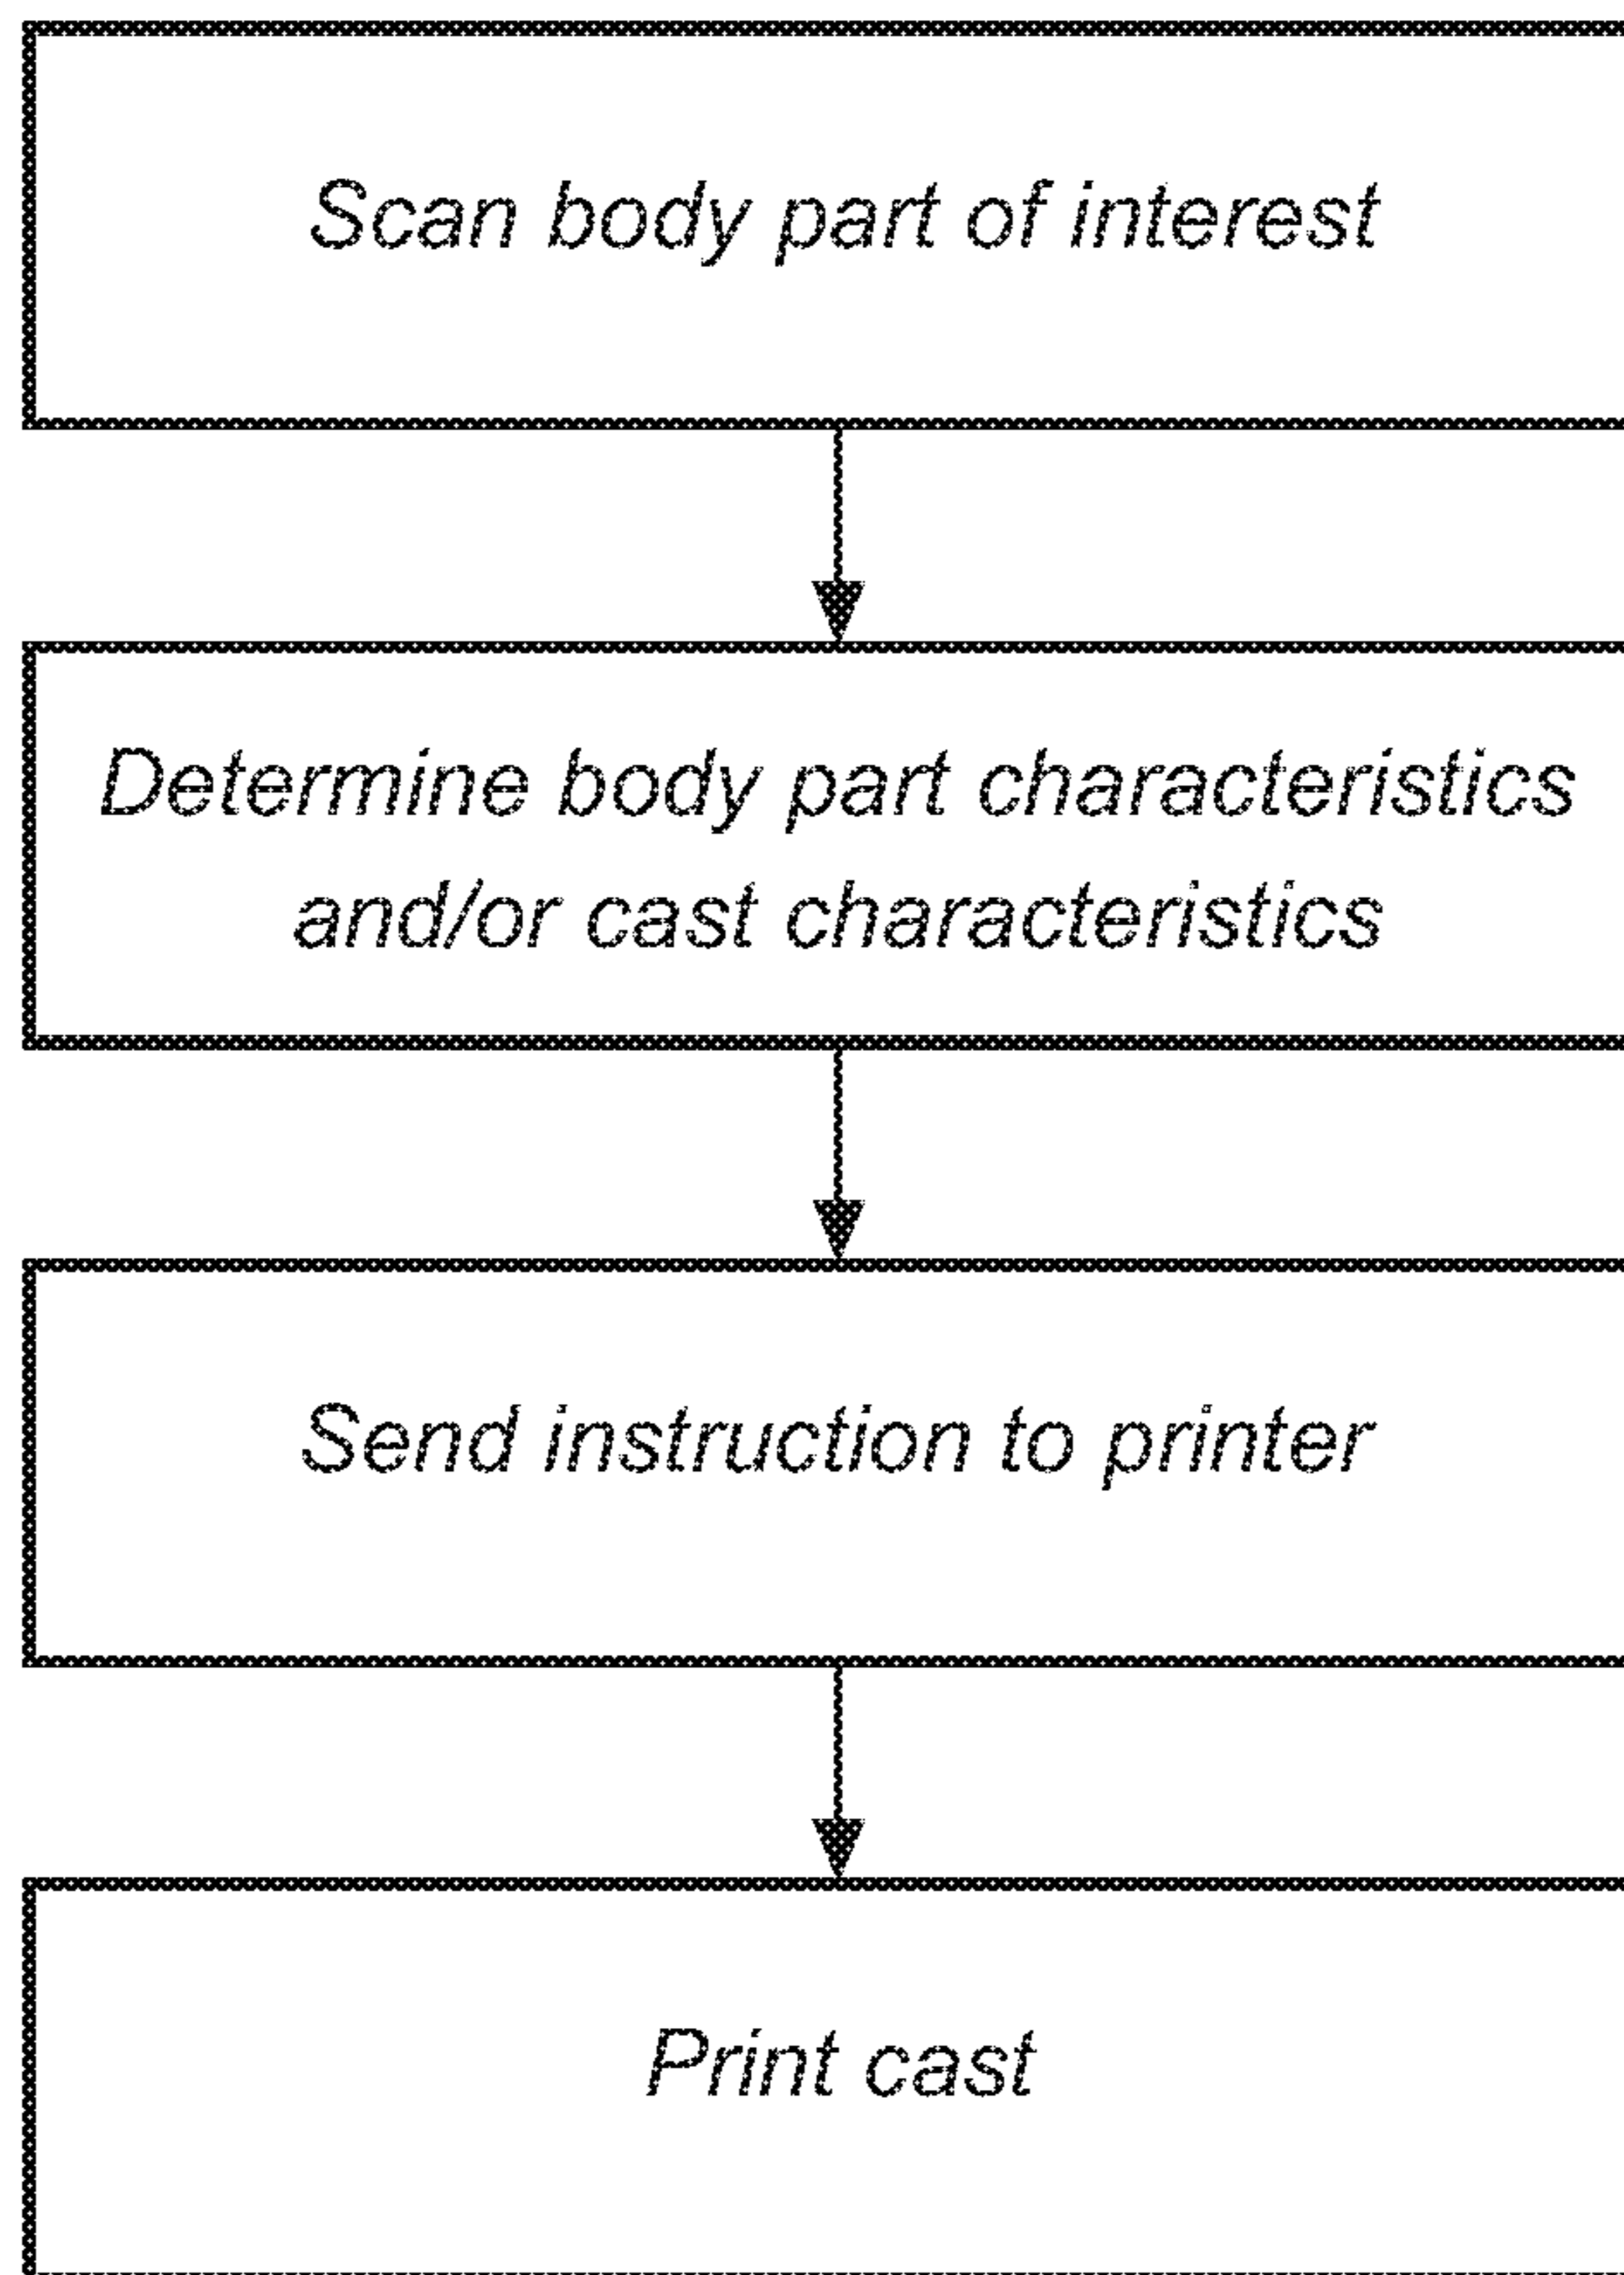 Scan body part of interest
Determine body part characteristics
and/or cast characteristics
Send instruction to printer
Print cast